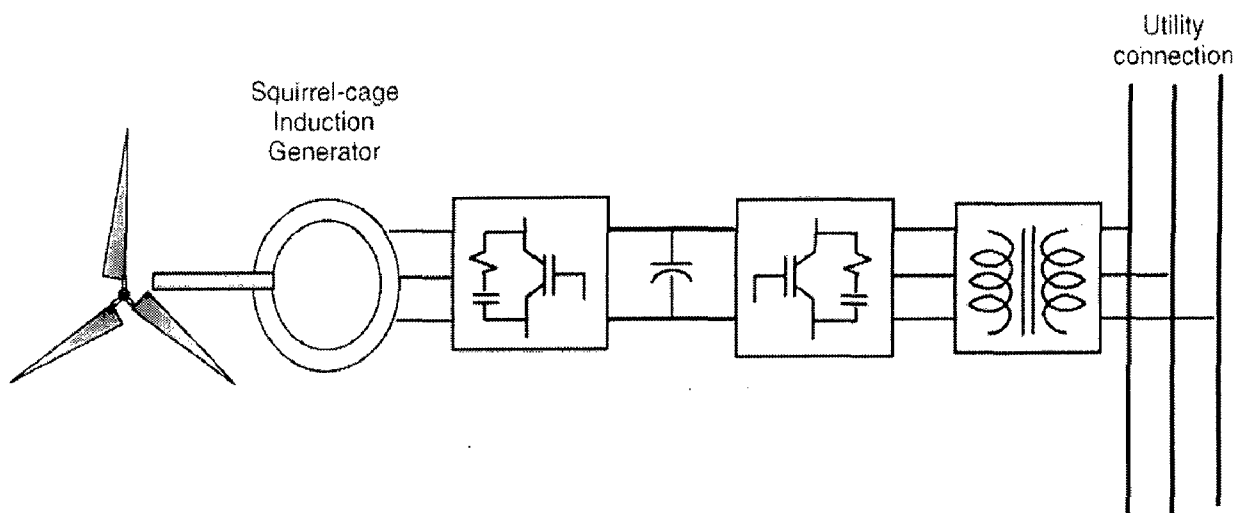 Utility
connection
Squirrel-cage
Induction
Generator